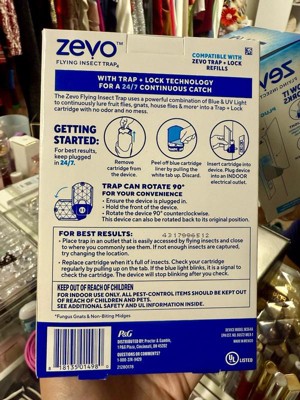 zevo™
FLYING INSECT TRAP
COMPATIBLE WITH
ZEVO TRAP + LOCK
REFILLS
WITH TRAP + LOCK TECHNOLOGY
FOR A 24/7 CONTINUOUS CATCH
The Zevo Flying Insect Trap uses a powerful combination of Blue & UV Light
to continuously lure fruit flies, gnats, house flies & more* into a Trap + Lock
cartridge with no odor and no mess.
GETTING
STARTED:
For best results,
keep plugged
in 24/7.
Remove
cartridge from
the device.
Peel off blue cartridge
liner by pulling the
white tab up. Discard.
Insert cartridge into
device. Plug device
into an INDOOR
electrical outlet.
TRAP CAN ROTATE 90°
FOR YOUR CONVENIENCE
• Ensure the device is plugged in.
• Hold the front of the device.
• Rotate the device 90° counterclockwise.
This device can also be rotated back to its original position.
FOR BEST RESULTS:
4317006512
• Place trap in an outlet that is easily accessed by flying insects and close
to where you commonly see them. If not enough insects are captured,
try changing the location.
• Replace cartridge when it's full of insects. Check your cartridge
regularly by pulling up on the tab. If the blue light blinks, it is a signal to
check the cartridge. The device will stop blinking after you check.
KEEP OUT OF REACH OF CHILDREN
FOR INDOOR USE ONLY. ALL PEST-CONTROL ITEMS SHOULD BE KEPT OUT
OF REACH OF CHILDREN AND PETS.
SEE ADDITIONAL SAFETY AND UL INFORMATION INSIDE.
*Fungus Gnats & Non-Biting Midges
P&G
DISTRIBUTED BY: Procter & Gamble,
1 P&G Plaza, Cincinnati, OH 45202
QUESTIONS OR COMMENTS?
UL
LISTED